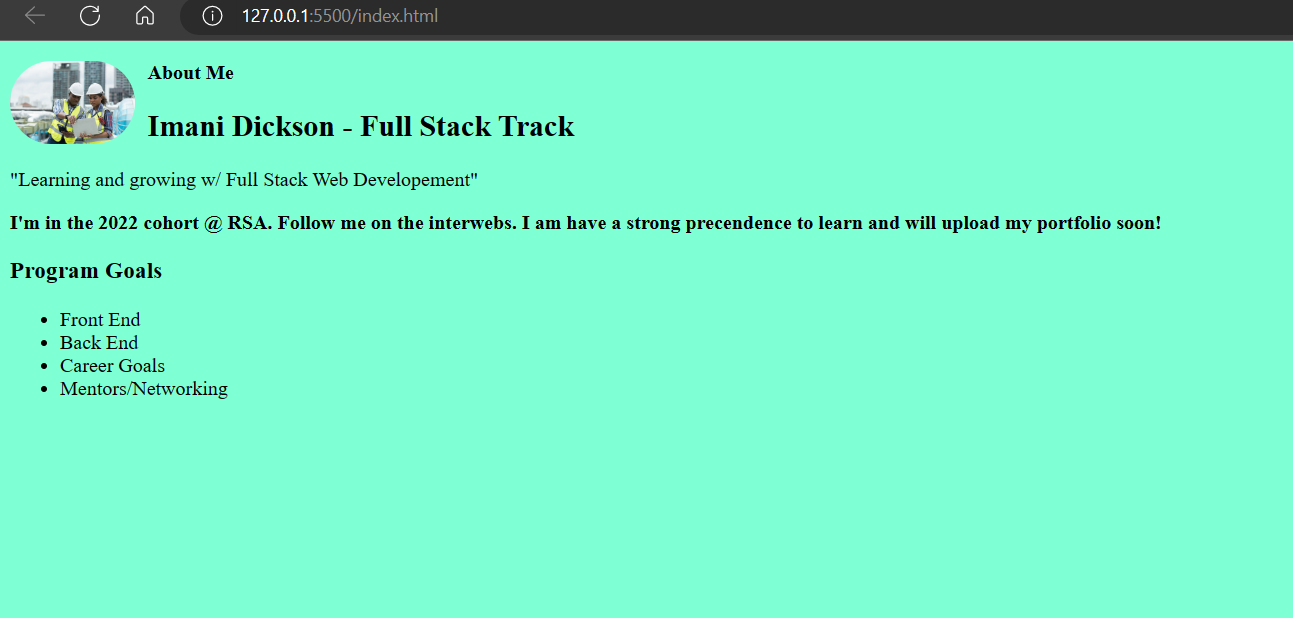 127.0.0.1:5500/index.html
About Me
Imani Dickson - Full Stack Track
"Learning and growing w/ Full Stack Web Developement"
I'm in the 2022 cohort @ RSA. Follow me on the interwebs. I am have a strong precendence to learn and will upload my portfolio soon!
Program Goals
Front End
Back End
Career Goals
Mentors/Networking